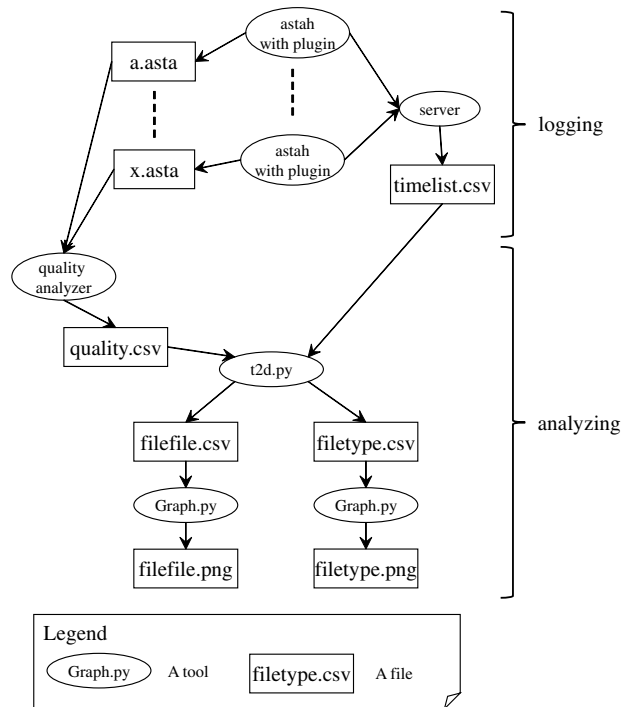 astah
with plugin
a.asta
server
logging
astah
with plugin
x.asta
timelist.csv
quality
analyzer
quality.csv
t2d.py
analyzing
filefile.csv
filetype.csv
Graph.py
Graph.py
filefile.png
filetype.png
Legend
Graph.py
A tool
filetype.csv
A file